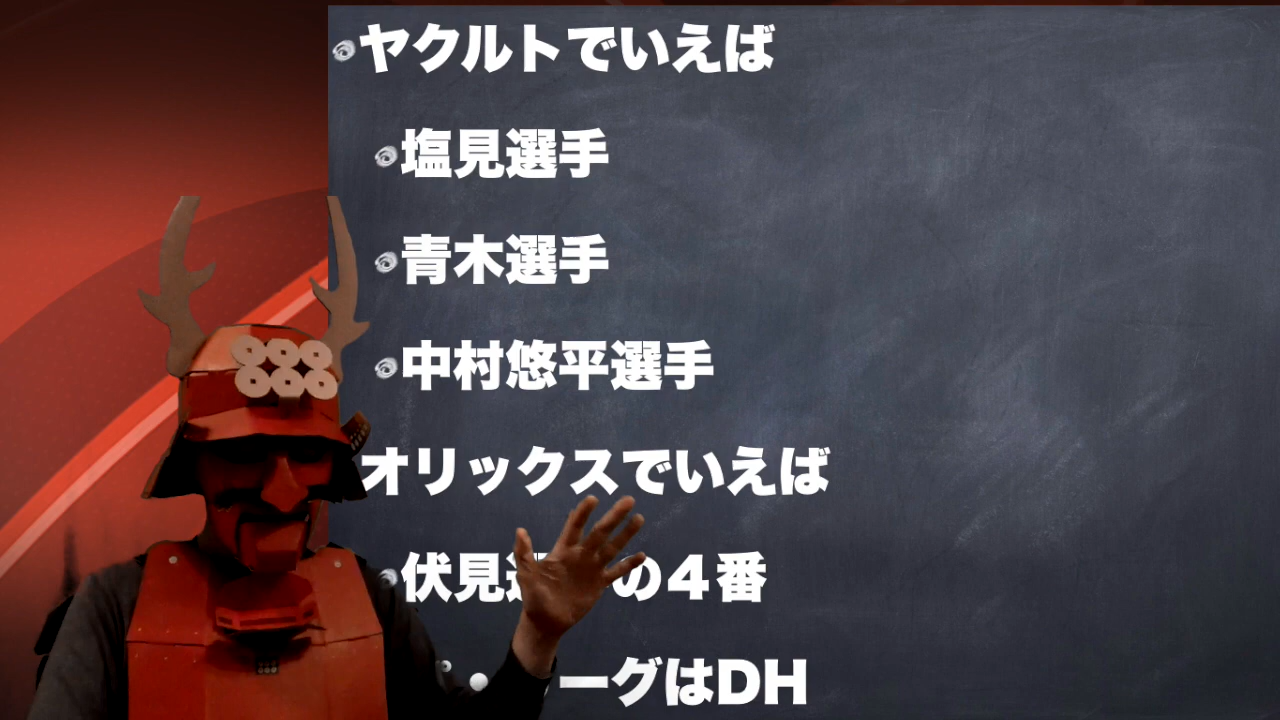 ヤクルトでいえば
塩見選手
青木選手
中村悠平選手
オリックスでいえば
伏見選 の４番
ーグはDH